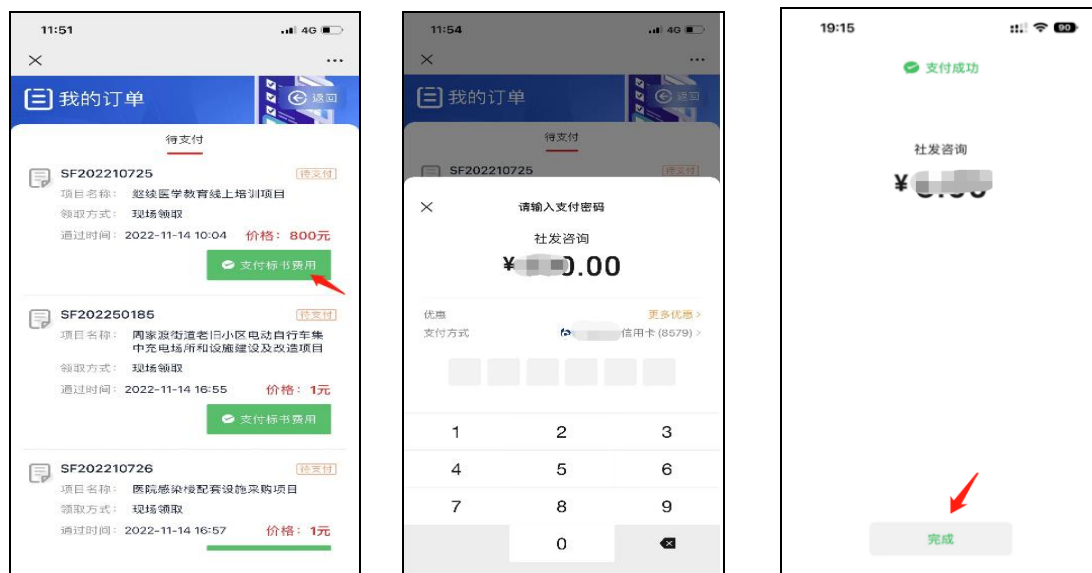 11:51
4G
我的订单
返回
待支付
SF202210725
待支付
项目名称： 继续医学教育线上培训项目
领取方式： 现场领取
通过时间： 2022-11-14 10:04 价格：800元
支付标书费用
SF202250185
待支付
项目名称： 周家渡街道老旧小区电动自行车集
中充电场所和设施建设及改造项目
领取方式： 现场领取
通过时间： 2022-11-14 16:55 价格：1元
支付标书费用
SF202210726
待支付
项目名称： 医院感染楼配套设施采购项目
领取方式： 现场领取
通过时间： 2022-11-14 16:57 价格：1元
11:54
4G
我的订单
返回
待支付
SF202210725
待支付
请输入支付密码
社发咨询
¥ 0.00
优惠 更多优惠
支付方式 信用卡(8579)
1 2 3
4 5 6
7 8 9
0
19:15
90
支付成功
社发咨询
¥
完成